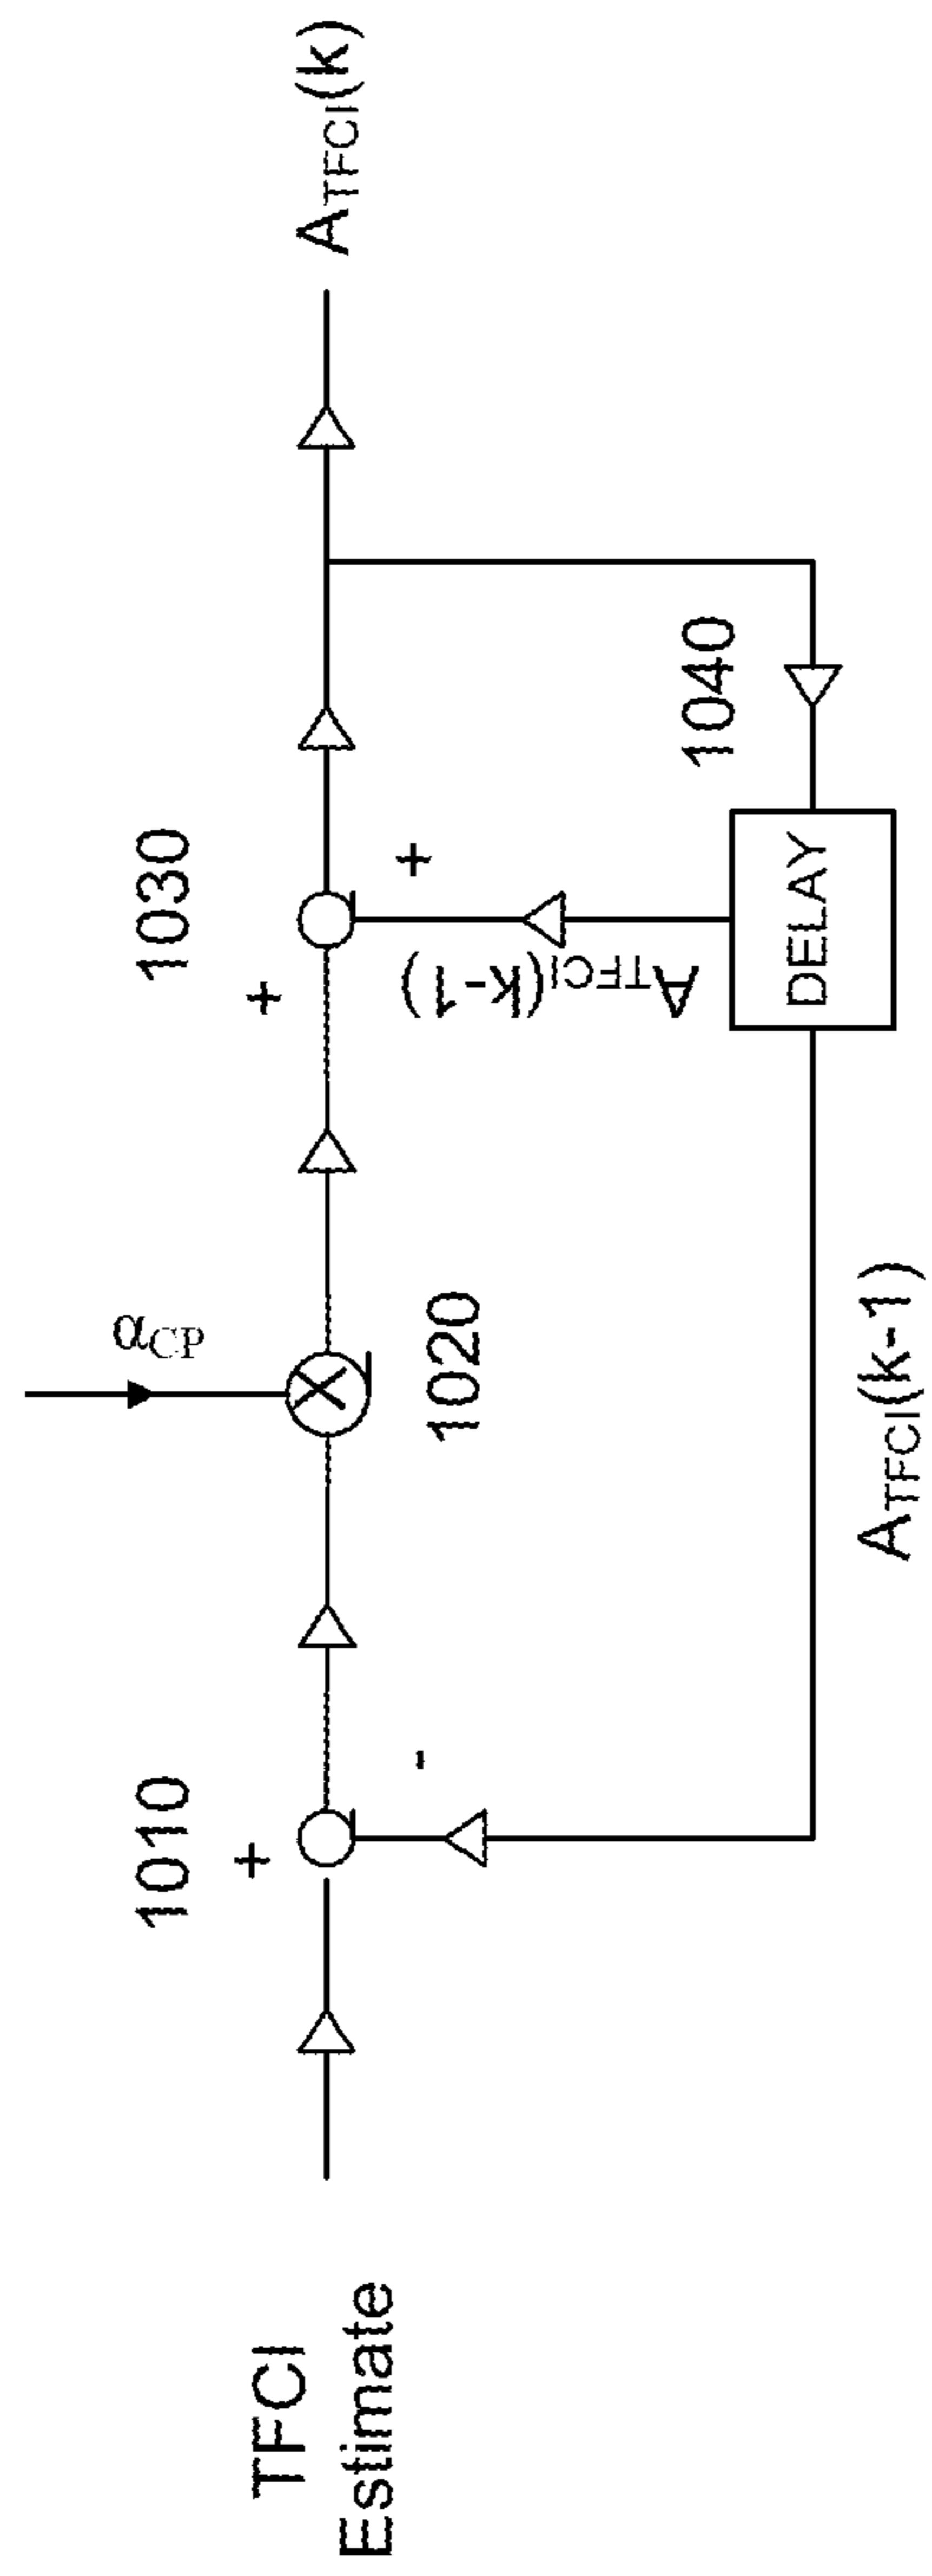 TFCI
Estimate
1010
+
-
αCP
X
1020
1030
+
+
ATFCI(k-1)
1040
DELAY
ATFCI(k-1)
ATFCI(k)